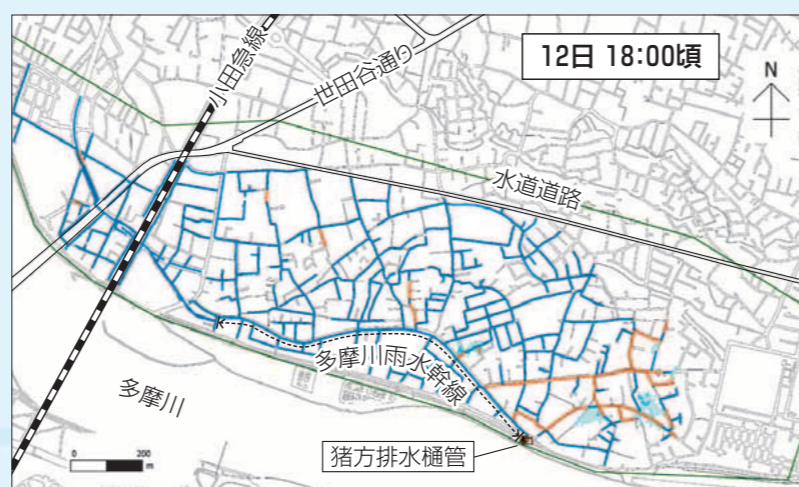 12日 18:00頃
小田急線
世田谷通り
N
水道道路
多摩川雨水幹線
多摩川
猪方排水樋管
0 200
m